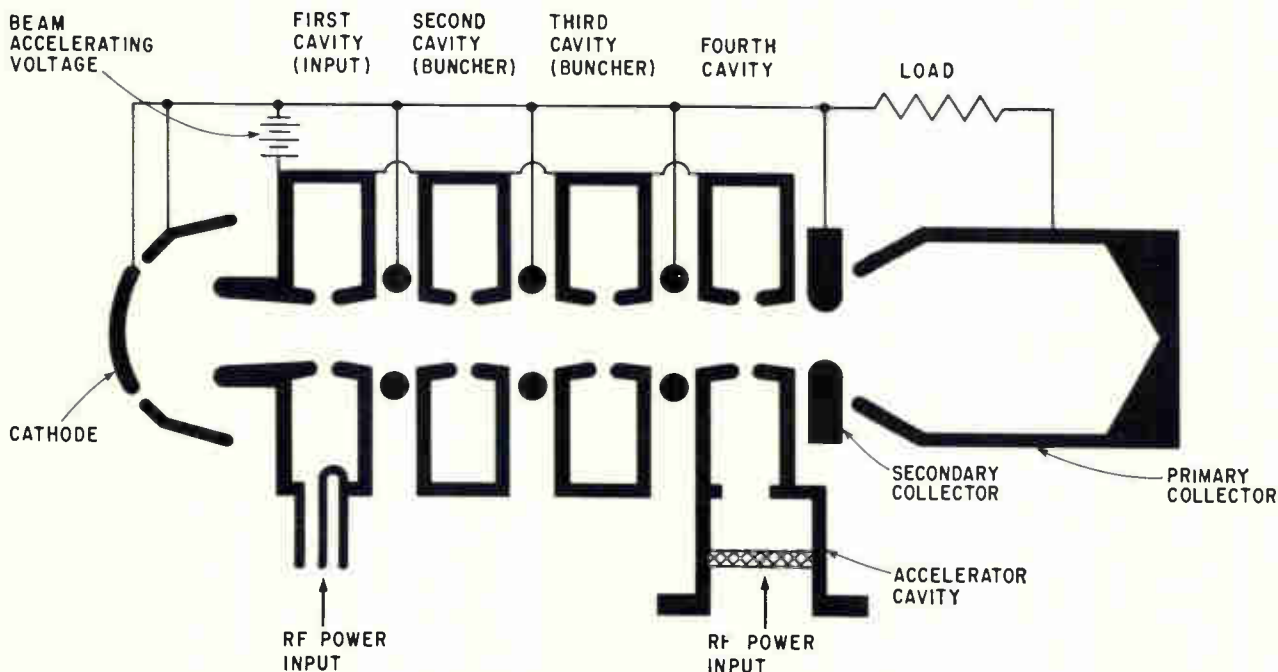 BEAM
ACCELERATING
VOLTAGE
FIRST
CAVITY
(INPUT)
SECOND
CAVITY
(BUNCHER)
THIRD
CAVITY
(BUNCHER)
FOURTH
CAVITY
LOAD
CATHODE
SECONDARY
COLLECTOR
PRIMARY
COLLECTOR
ACCELERATOR
CAVITY
RF POWER
INPUT
RF POWER
INPUT